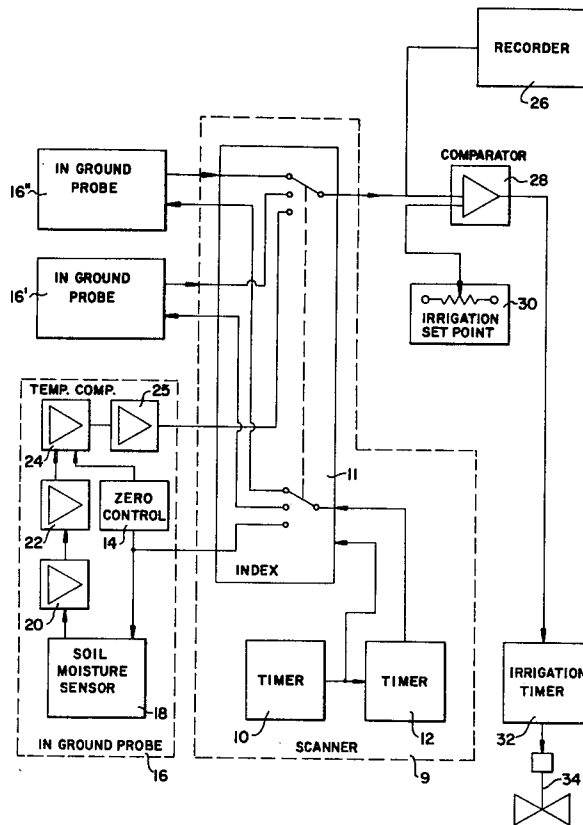 RECORDER
26
COMPARATOR
28
IN GROUND
PROBE
16"
IN GROUND
PROBE
16'
30
IRRIGATION
SET POINT
TEMP. COMP.
25
24
11
ZERO
CONTROL
14
22
20
INDEX
SOIL
MOISTURE
SENSOR
18
TIMER
10
TIMER
12
IRRIGATION
TIMER
32
IN GROUND PROBE
16
SCANNER
9
34